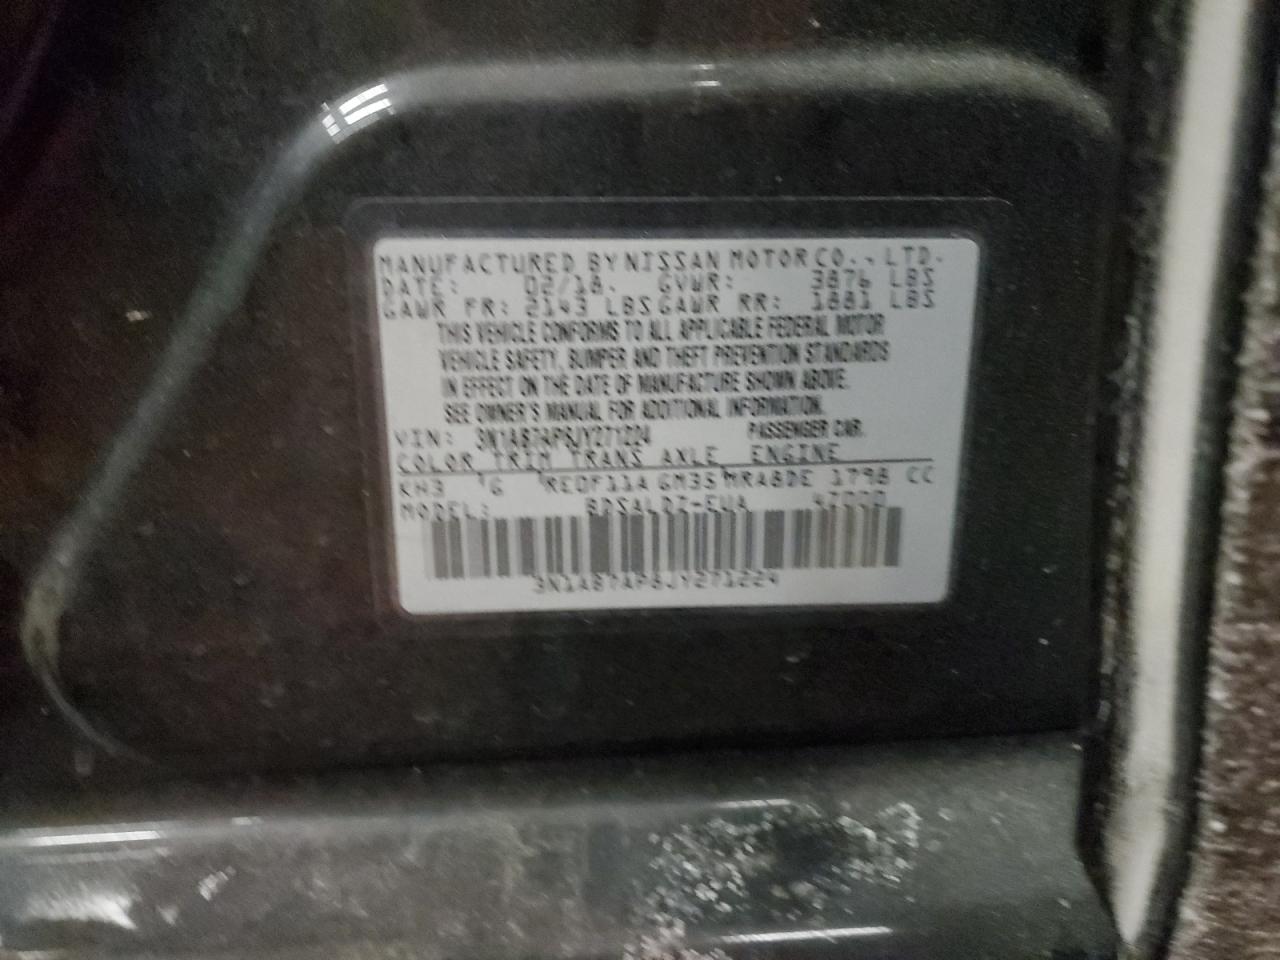 MANUFACTURED BY NISSAN MOTOR CO., LTD.
DATE: 02/18. GVWR: 3876 LBS
GAWR FR: 2143 LBS GAWR RR: 1881 LBS
THIS VEHICLE CONFORMS TO ALL APPLICABLE FEDERAL MOTOR
VEHICLE SAFETY, BUMPER AND THEFT PREVENTION STANDARDS
IN EFFECT ON THE DATE OF MANUFACTURE SHOWN ABOVE.
SEE OWNER'S MANUAL FOR ADDITIONAL INFORMATION.
VIN: 3N1AB7AP6JY271224 PASSENGER CAR.
COLOR TRIM TRANS AXLE ENGINE
KH3 G RE0F11A GM35 MRA8DE 1798 CC
MODEL:
3N1AB7AP6JY271224